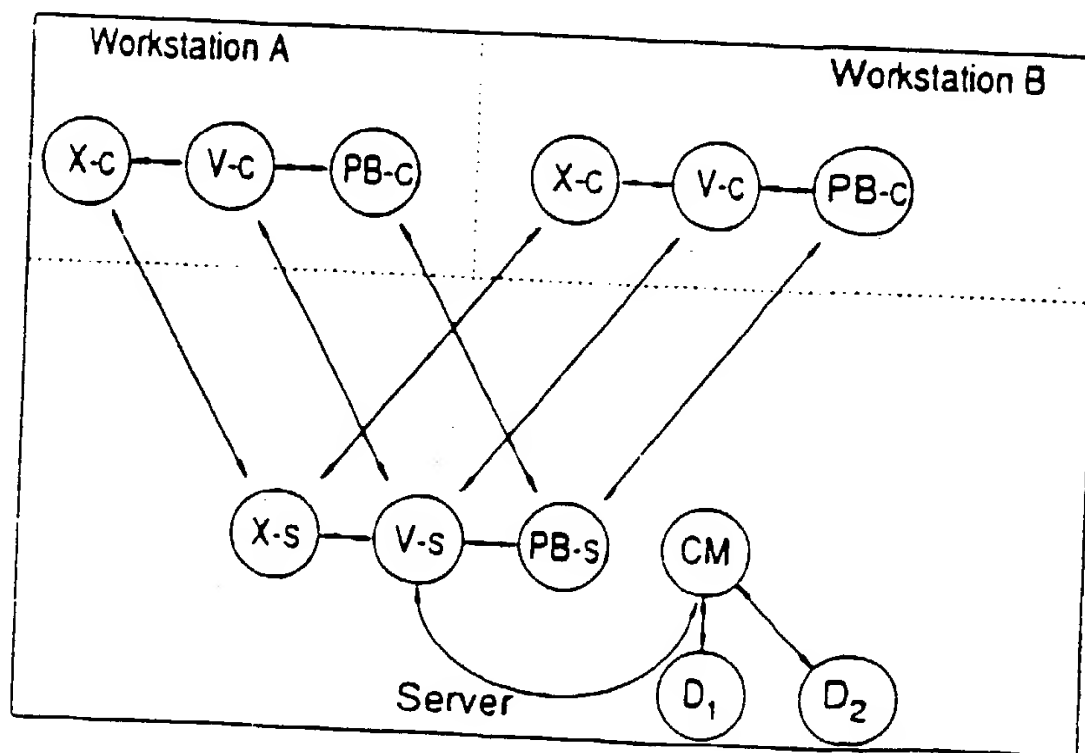 Workstation A
Workstation B
X-c
V-c
PB-c
X-c
V-c
PB-c
X-s
V-s
PB-s
CM
Server
D₁
D₂